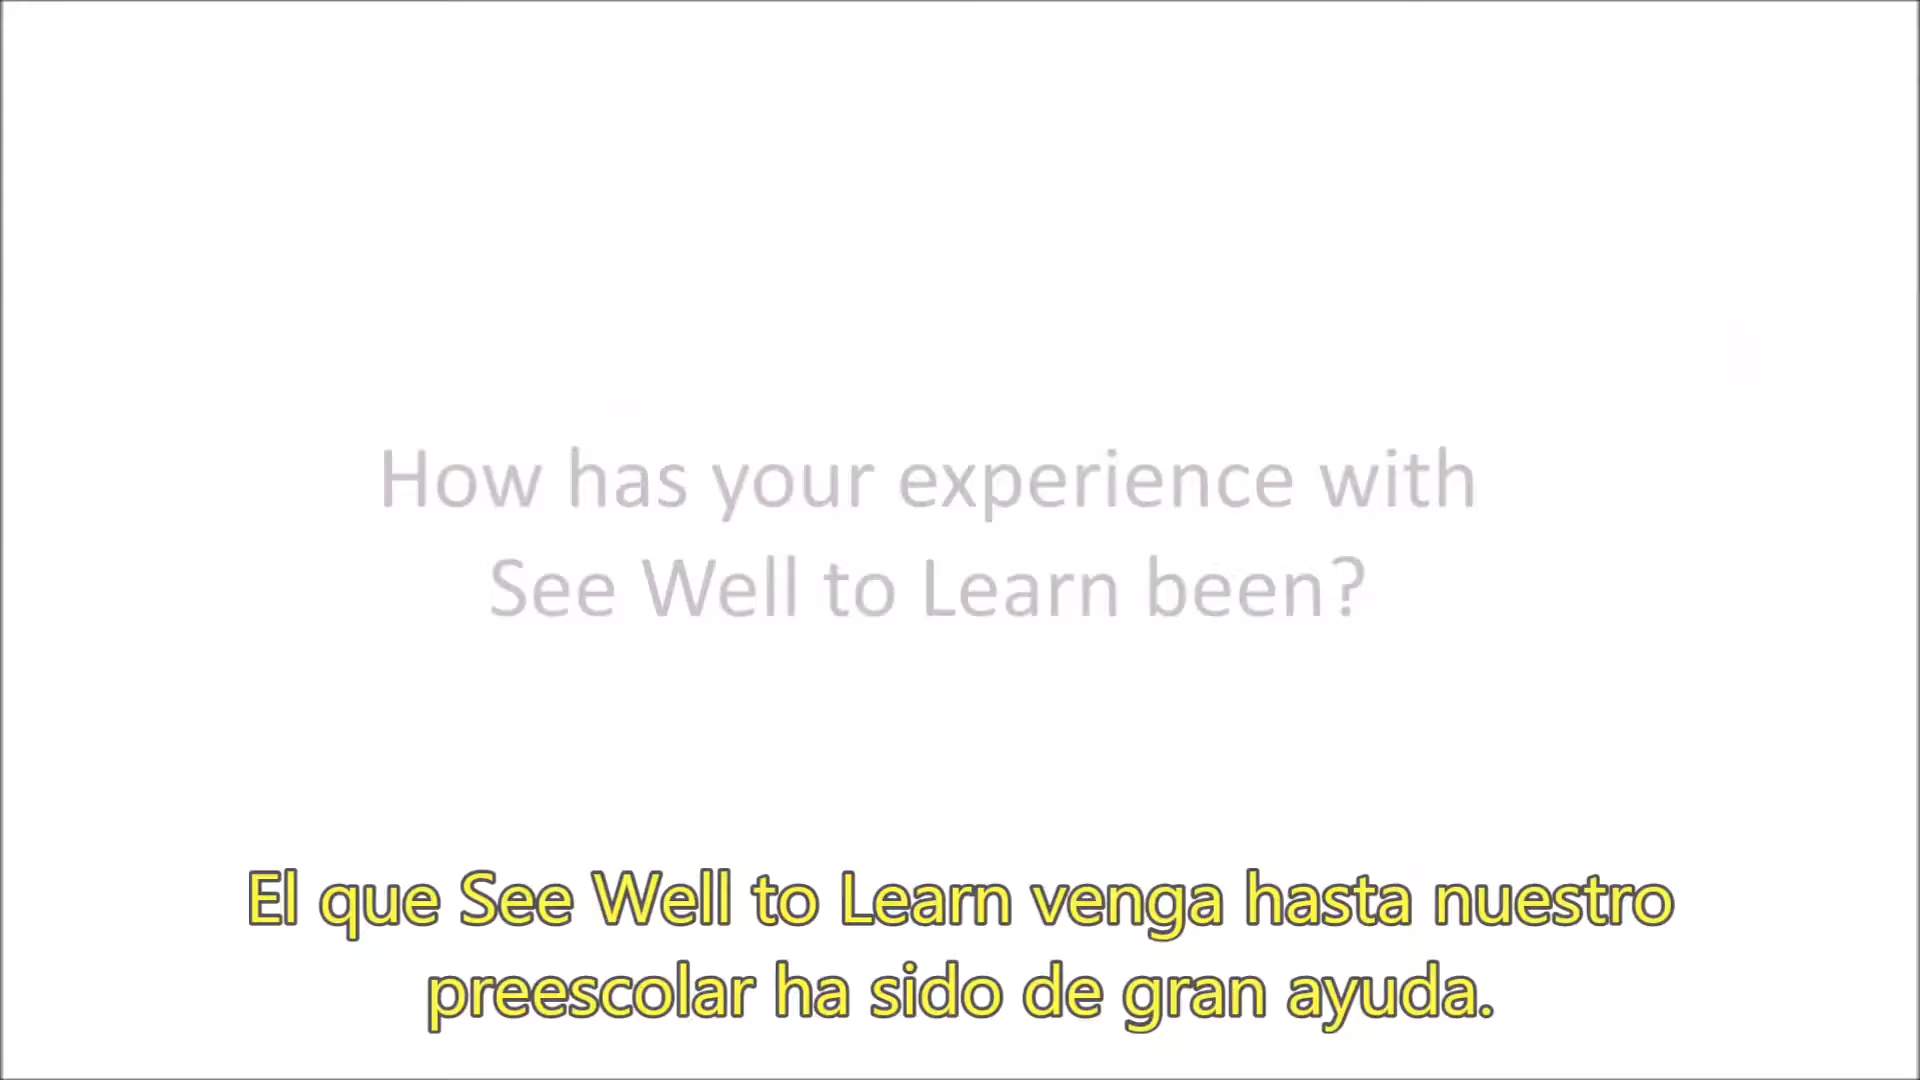 How has your experience with
See Well to Learn been?
El que See Well to Learn venga hasta nuestro
preescolar ha sido de gran ayuda.